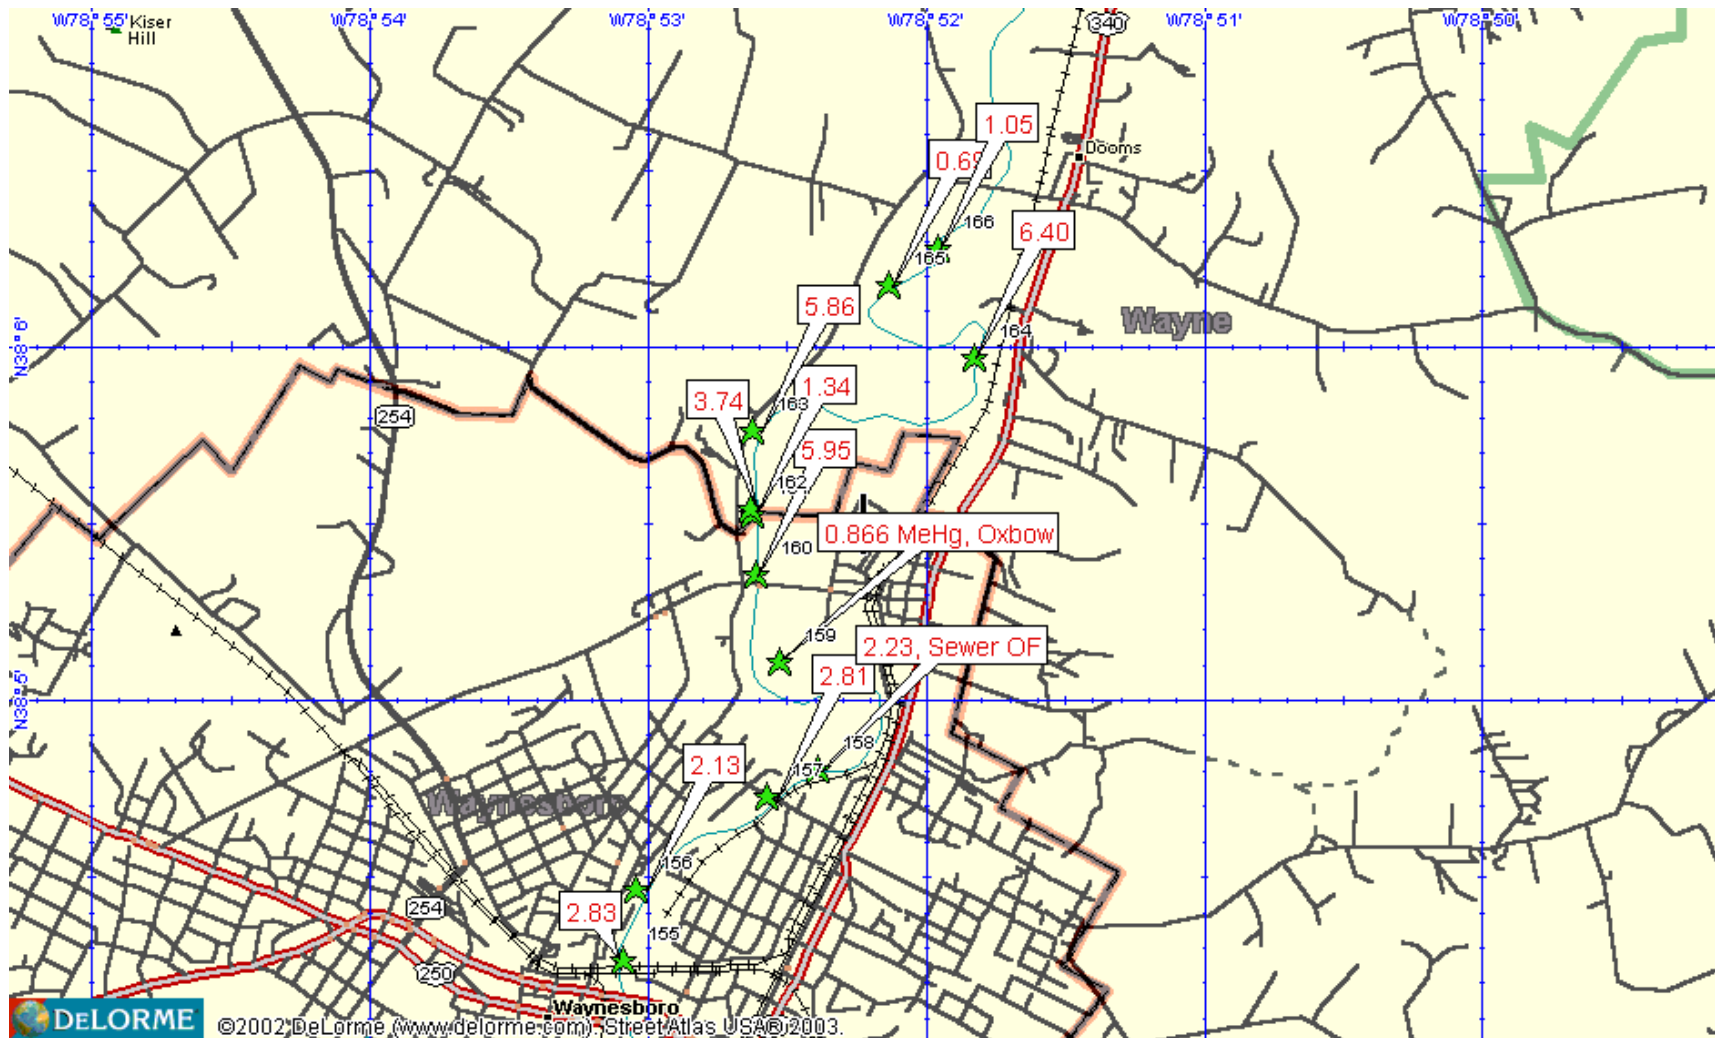 W78°55'
W78°54'
W78°53'
W78°52'
W78°51'
W78°50'
Kiser
Hill
340
1.05
Dooms
0.69
166
6.40
165
5.86
164
Wayne
N38°6'
1.34
3.74
163
254
5.95
162
0.866 MeHg, Oxbow
160
159
2.23, Sewer OF
2.81
N38°5'
158
2.13
157
Waynesboro
156
254
2.83
155
250
Waynesboro
DELORME
©2002 DeLorme (www.delorme.com) Street Atlas USA® 2003.